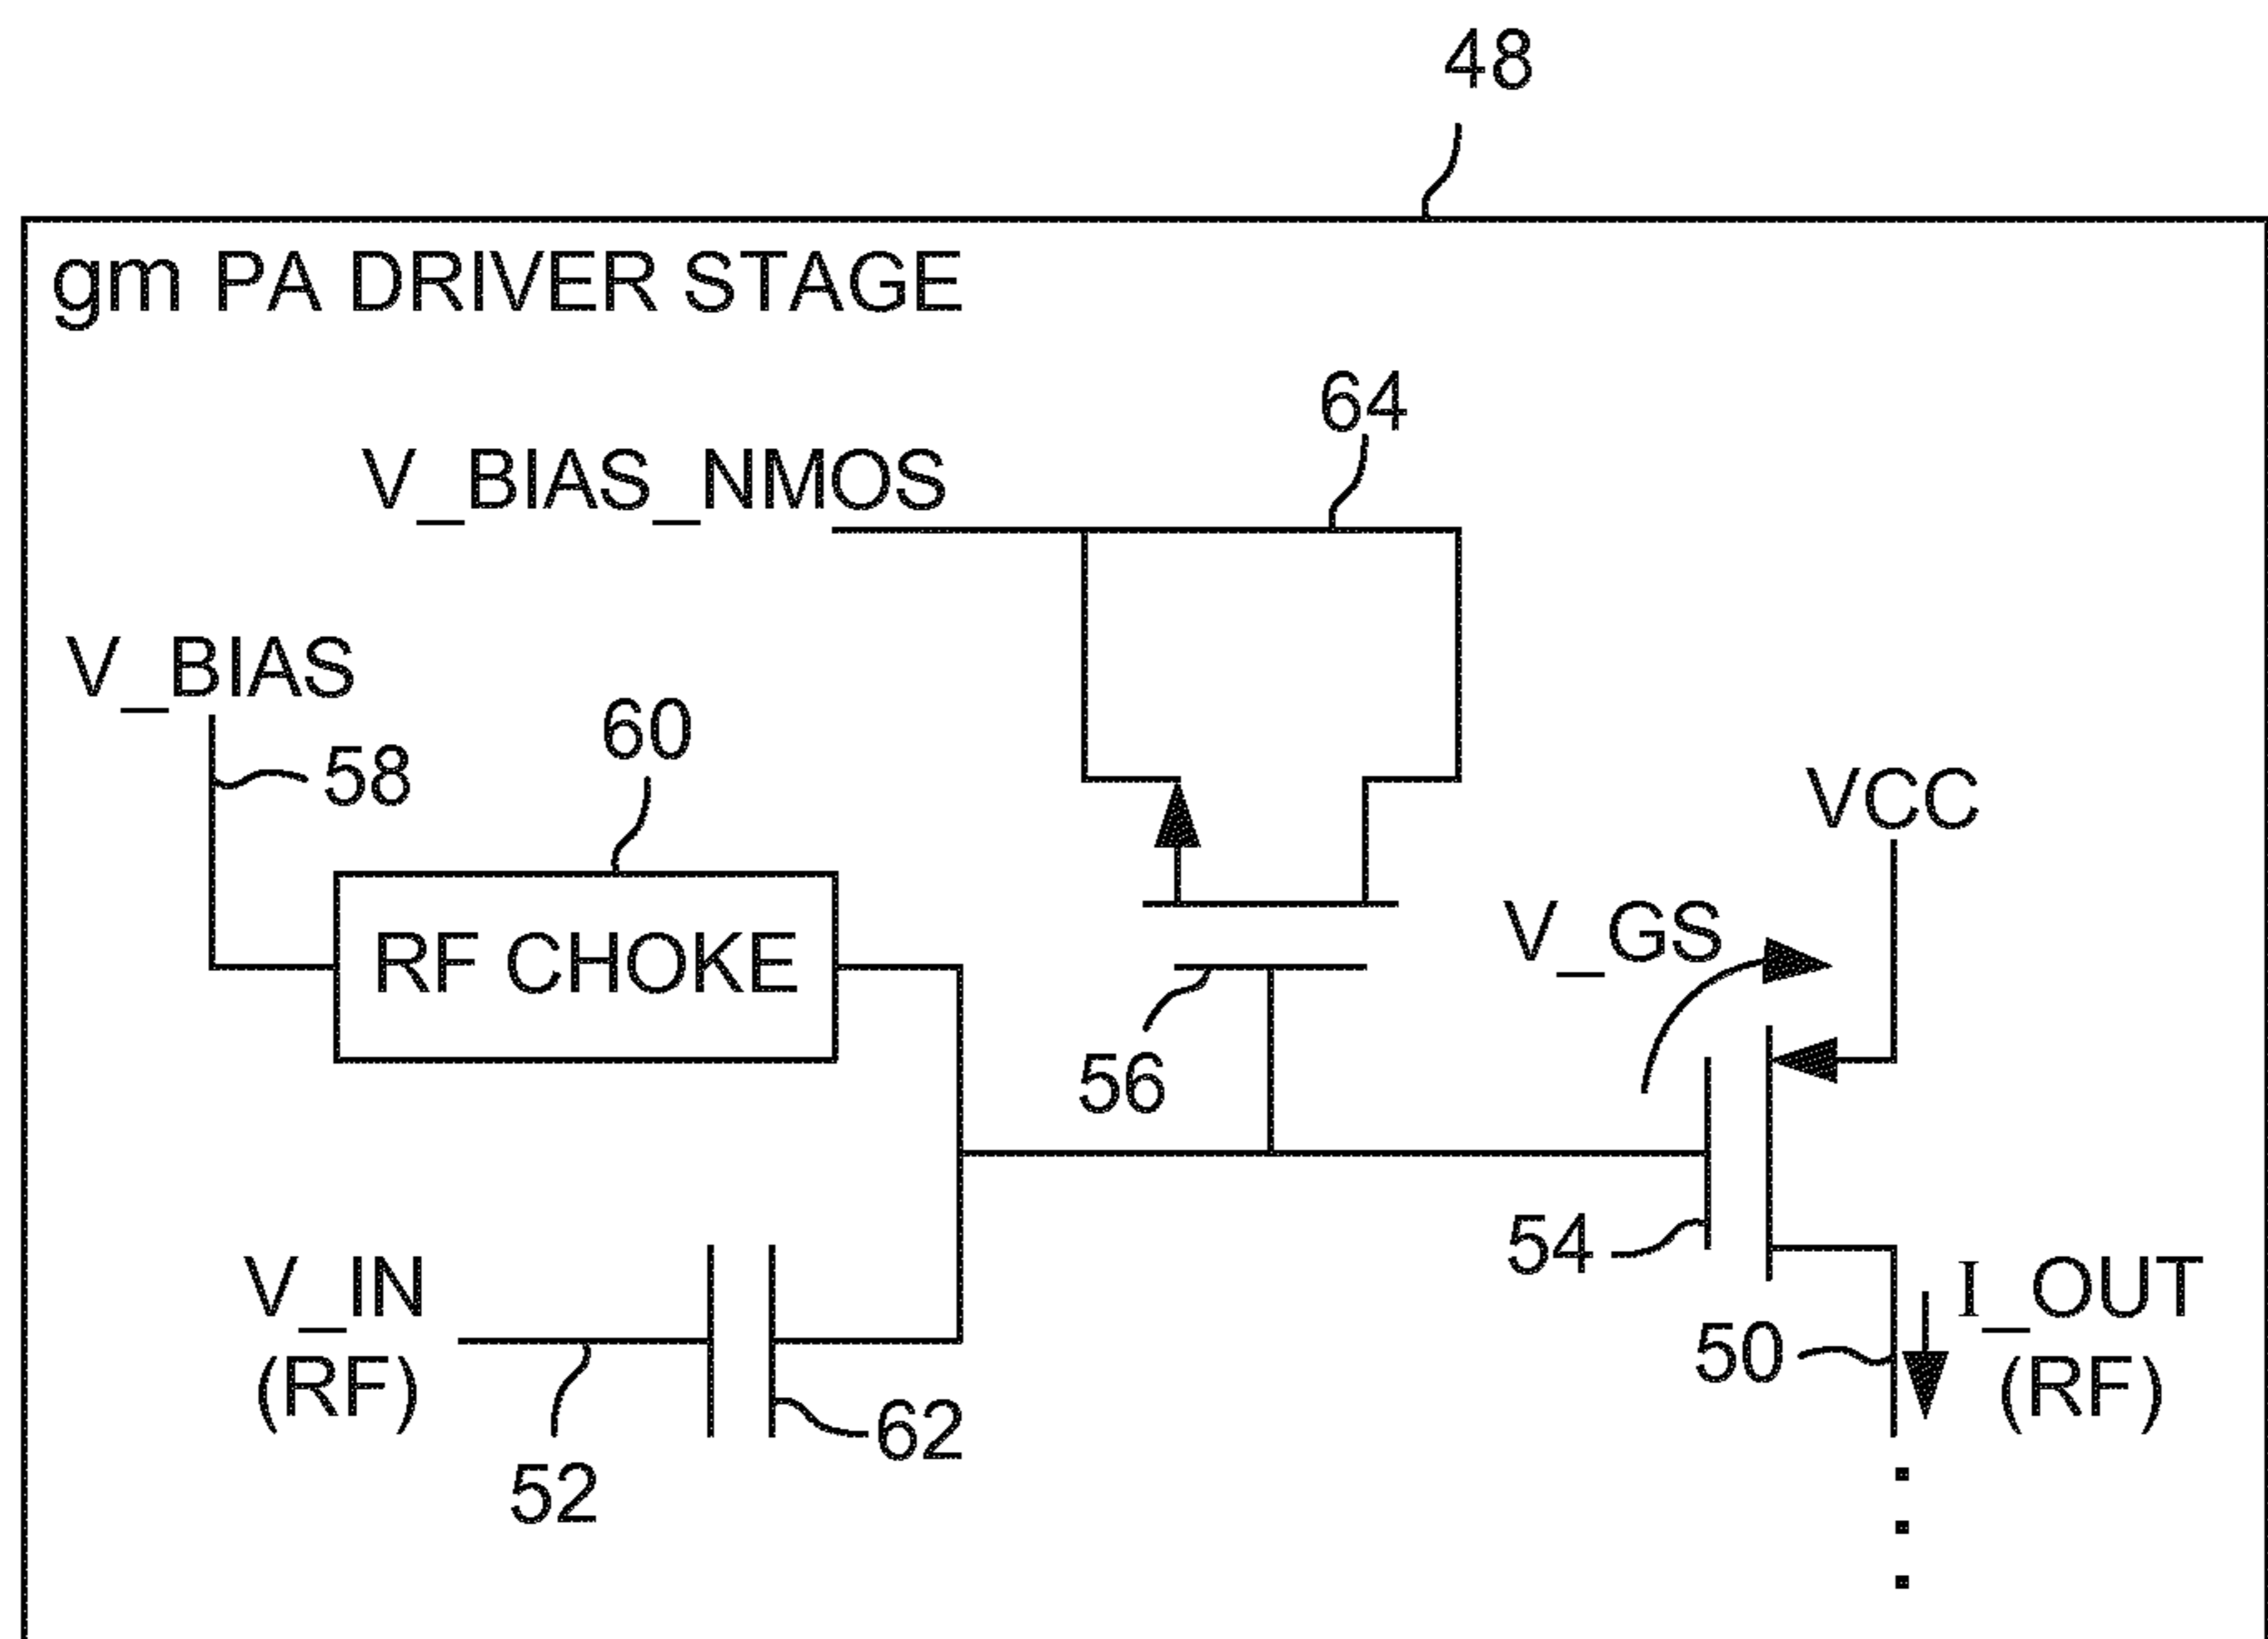 48
gm PA DRIVER STAGE
64
V_BIAS_NMOS
V_BIAS
60
58
VCC
RF CHOKE
V_GS
56
54
V_IN
(RF)
I_OUT
(RF)
50
62
52